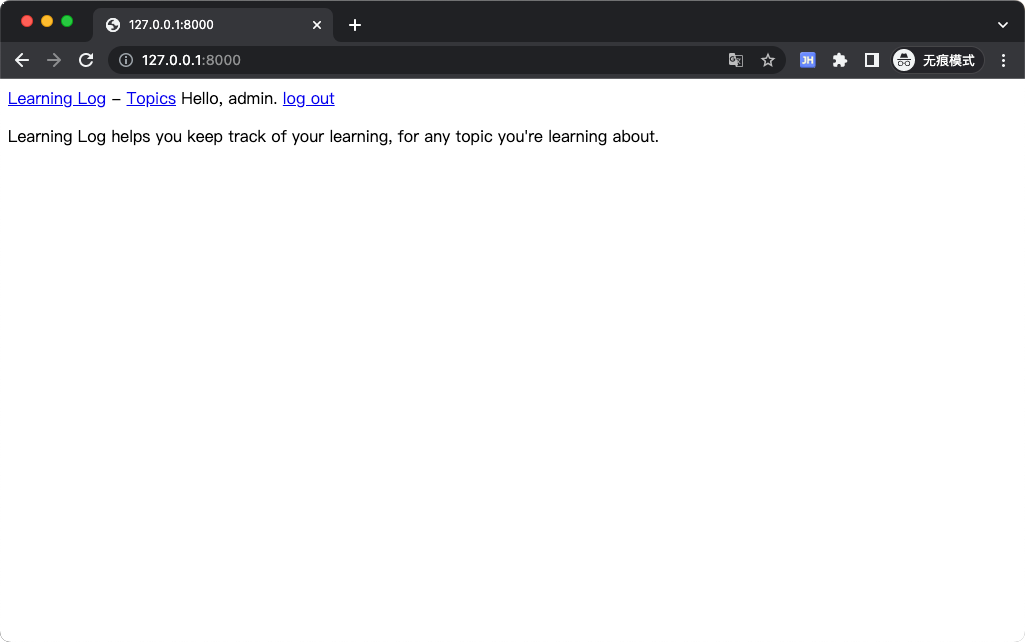 127.0.0.1:8000
127.0.0.1:8000 JH 无痕模式
Learning Log - Topics Hello, admin. log out
Learning Log helps you keep track of your learning, for any topic you're learning about.